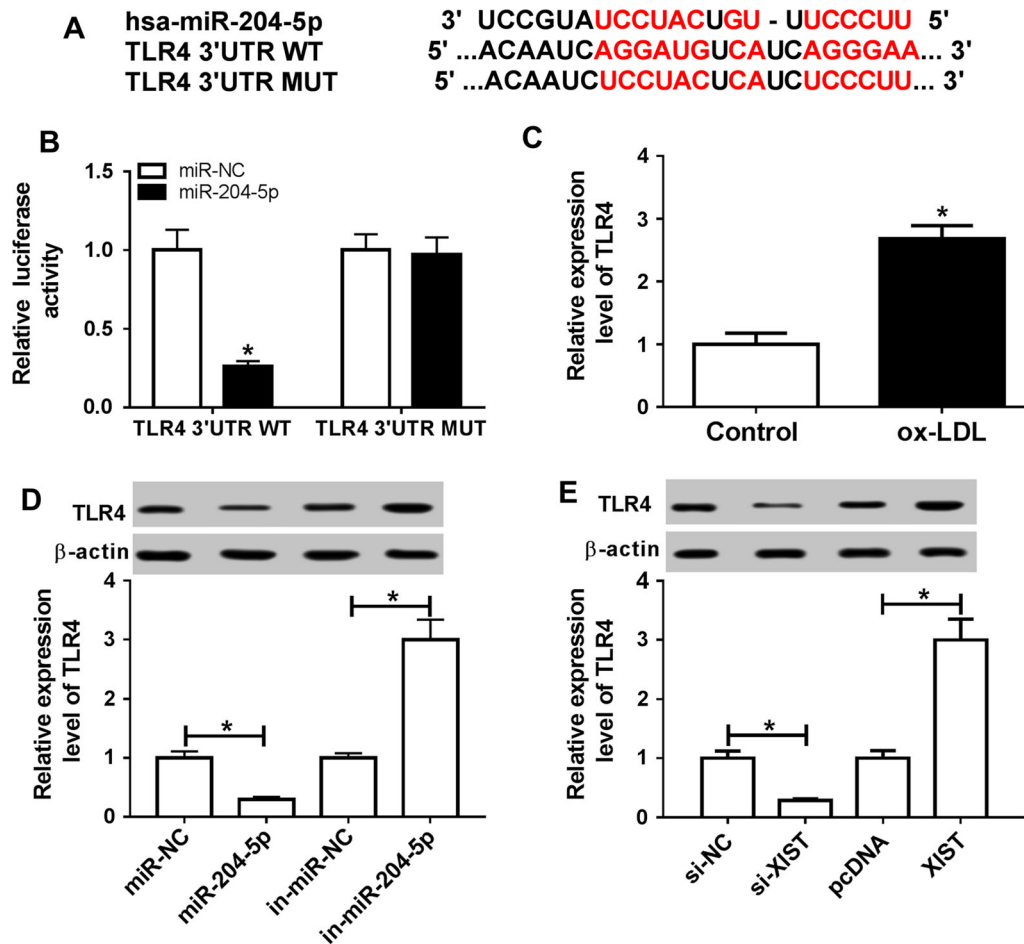 A
hsa-miR-204-5p 3' UCCGUAUCCUACUGU - UUCCCUU 5'
TLR4 3'UTR WT 5' ...ACAAUCAGGAUGUCAUCAGGGAA... 3'
TLR4 3'UTR MUT 5' ...ACAAUCUCCUACUCAUCUCCCUU... 3'
B
miR-NC
miR-204-5p
Relative luciferase
activity
1.5
1.0
0.5
0.0
*
TLR4 3'UTR WT TLR4 3'UTR MUT
C
Relative expression
level of TLR4
4
3
2
1
0
*
Control ox-LDL
D
TLR4
β-actin
Relative expression
level of TLR4
4
3
2
1
0
*
*
miR-NC miR-204-5p in-miR-NC in-miR-204-5p
E
TLR4
β-actin
Relative expression
level of TLR4
4
3
2
1
0
*
*
si-NC si-XIST pcDNA XIST